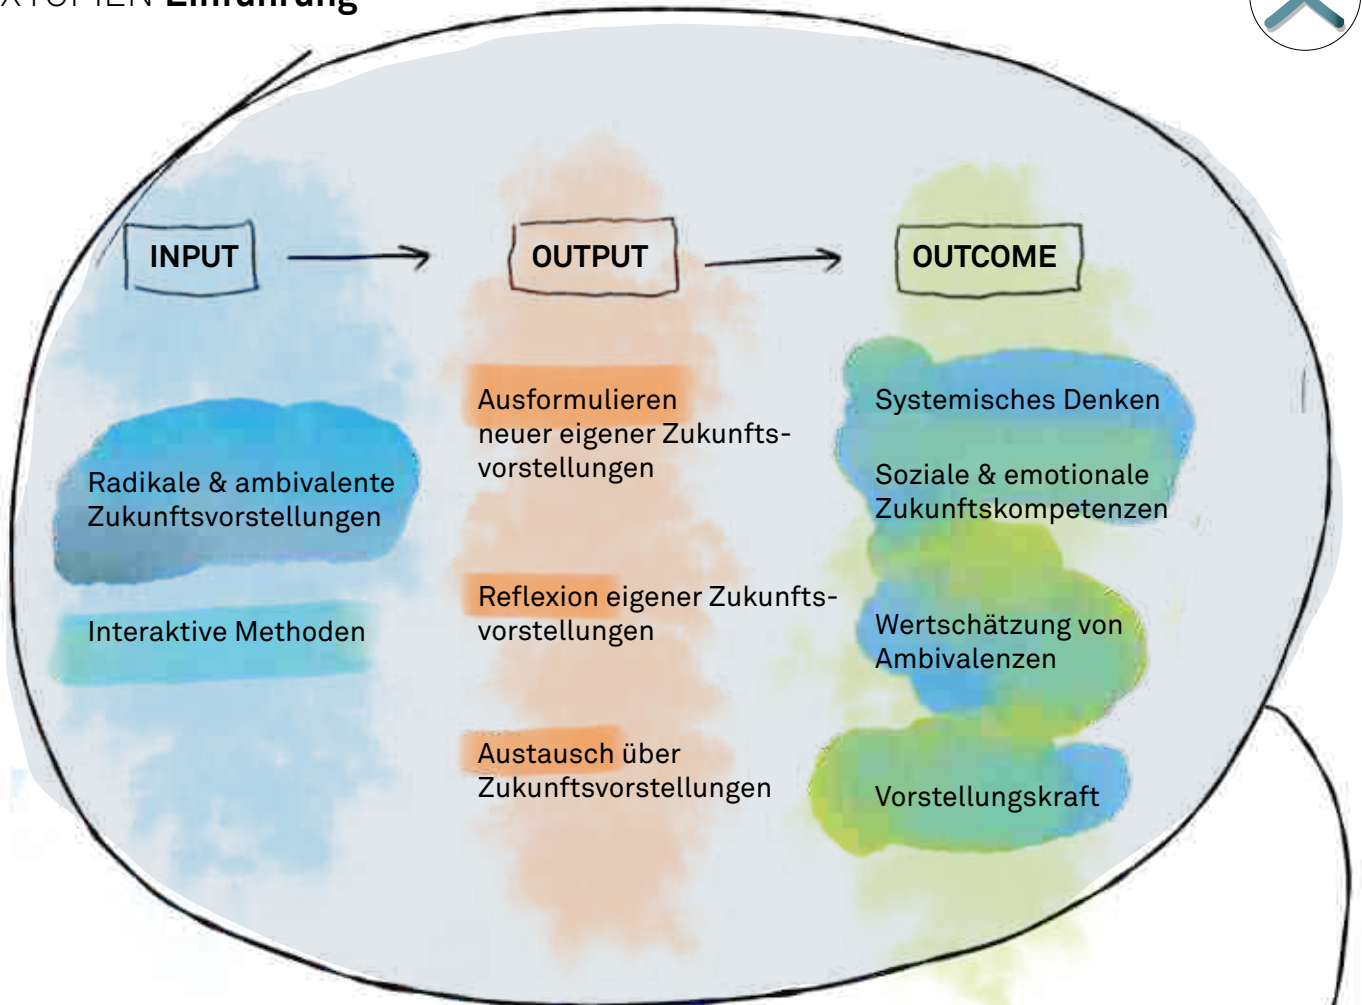 Einführung
INPUT
OUTPUT
OUTCOME
Radikale & ambivalente
Zukunftsvorstellungen
Interaktive Methoden
Ausformulieren
neuer eigener Zukunfts-
vorstellungen
Reflexion eigener Zukunfts-
vorstellungen
Austausch über
Zukunftsvorstellungen
Systemisches Denken
Soziale & emotionale
Zukunftskompetenzen
Wertschätzung von
Ambivalenzen
Vorstellungskraft